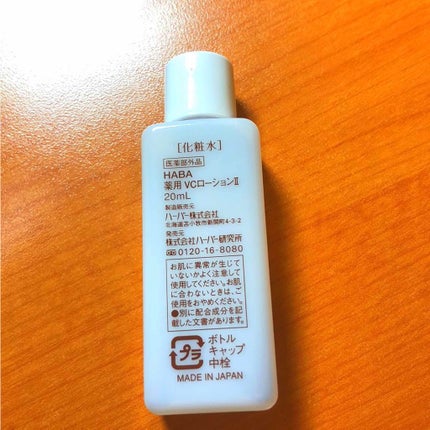 [化粧水]
医薬部外品
HABA
薬用 VCローションⅡ
20mL
製造販売元
ハーバー株式会社
北海道苫小牧市新開町4-3-2
発売元
株式会社ハーバー研究所
0120-16-8080
お肌に異常が生じて
いないかよく注意して
使用してください。お肌
に合わないときは、ご
使用をおやめください。
●別に配合成分を記
載した文書があります。
プラ
ボトル
キャップ
中栓
MADE IN JAPAN